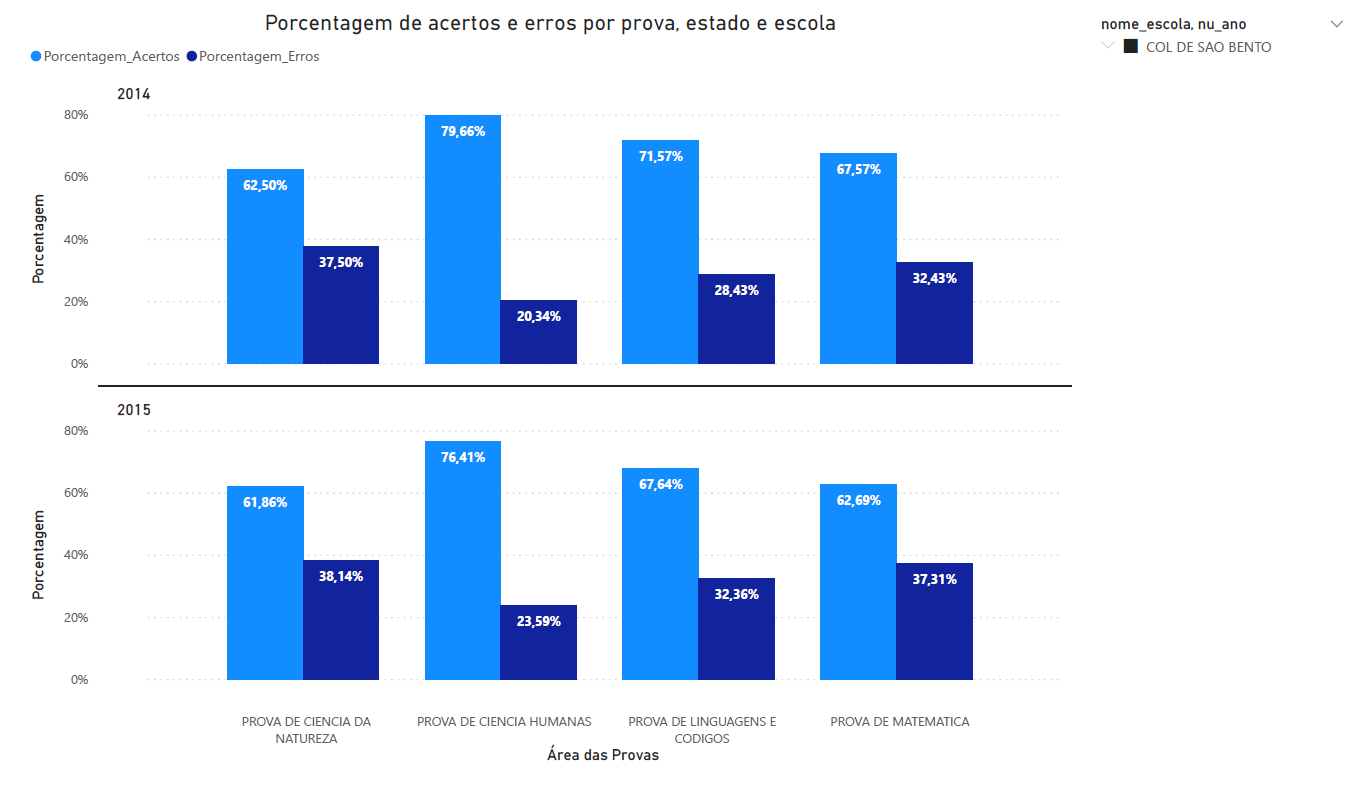 Porcentagem de acertos e erros por prova, estado e escola
nome_escola, nu_ano
COL DE SAO BENTO
Porcentagem_Acertos Porcentagem_Erros
2014
Porcentagem
80%
60%
40%
20%
0%
62,50%
37,50%
79,66%
20,34%
71,57%
28,43%
67,57%
32,43%
2015
Porcentagem
80%
60%
40%
20%
0%
61,86%
38,14%
76,41%
23,59%
67,64%
32,36%
62,69%
37,31%
PROVA DE CIENCIA DA
NATUREZA
PROVA DE CIENCIA HUMANAS
PROVA DE LINGUAGENS E
CODIGOS
PROVA DE MATEMATICA
Área das Provas